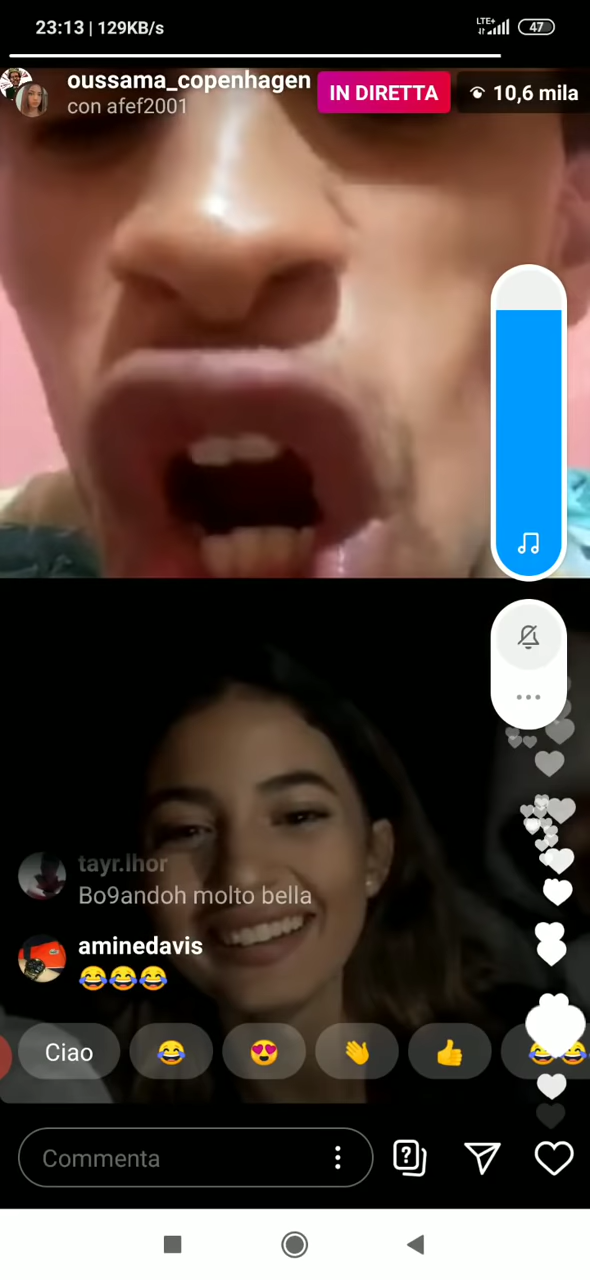 23:13 | 129KB/s
LTE+
47
oussama_copenhagen
con afef2001
IN DIRETTA
10,6 mila
tayr.lhor
Bo9andoh molto bella
aminedavis
😂😂😂
Ciao
Commenta